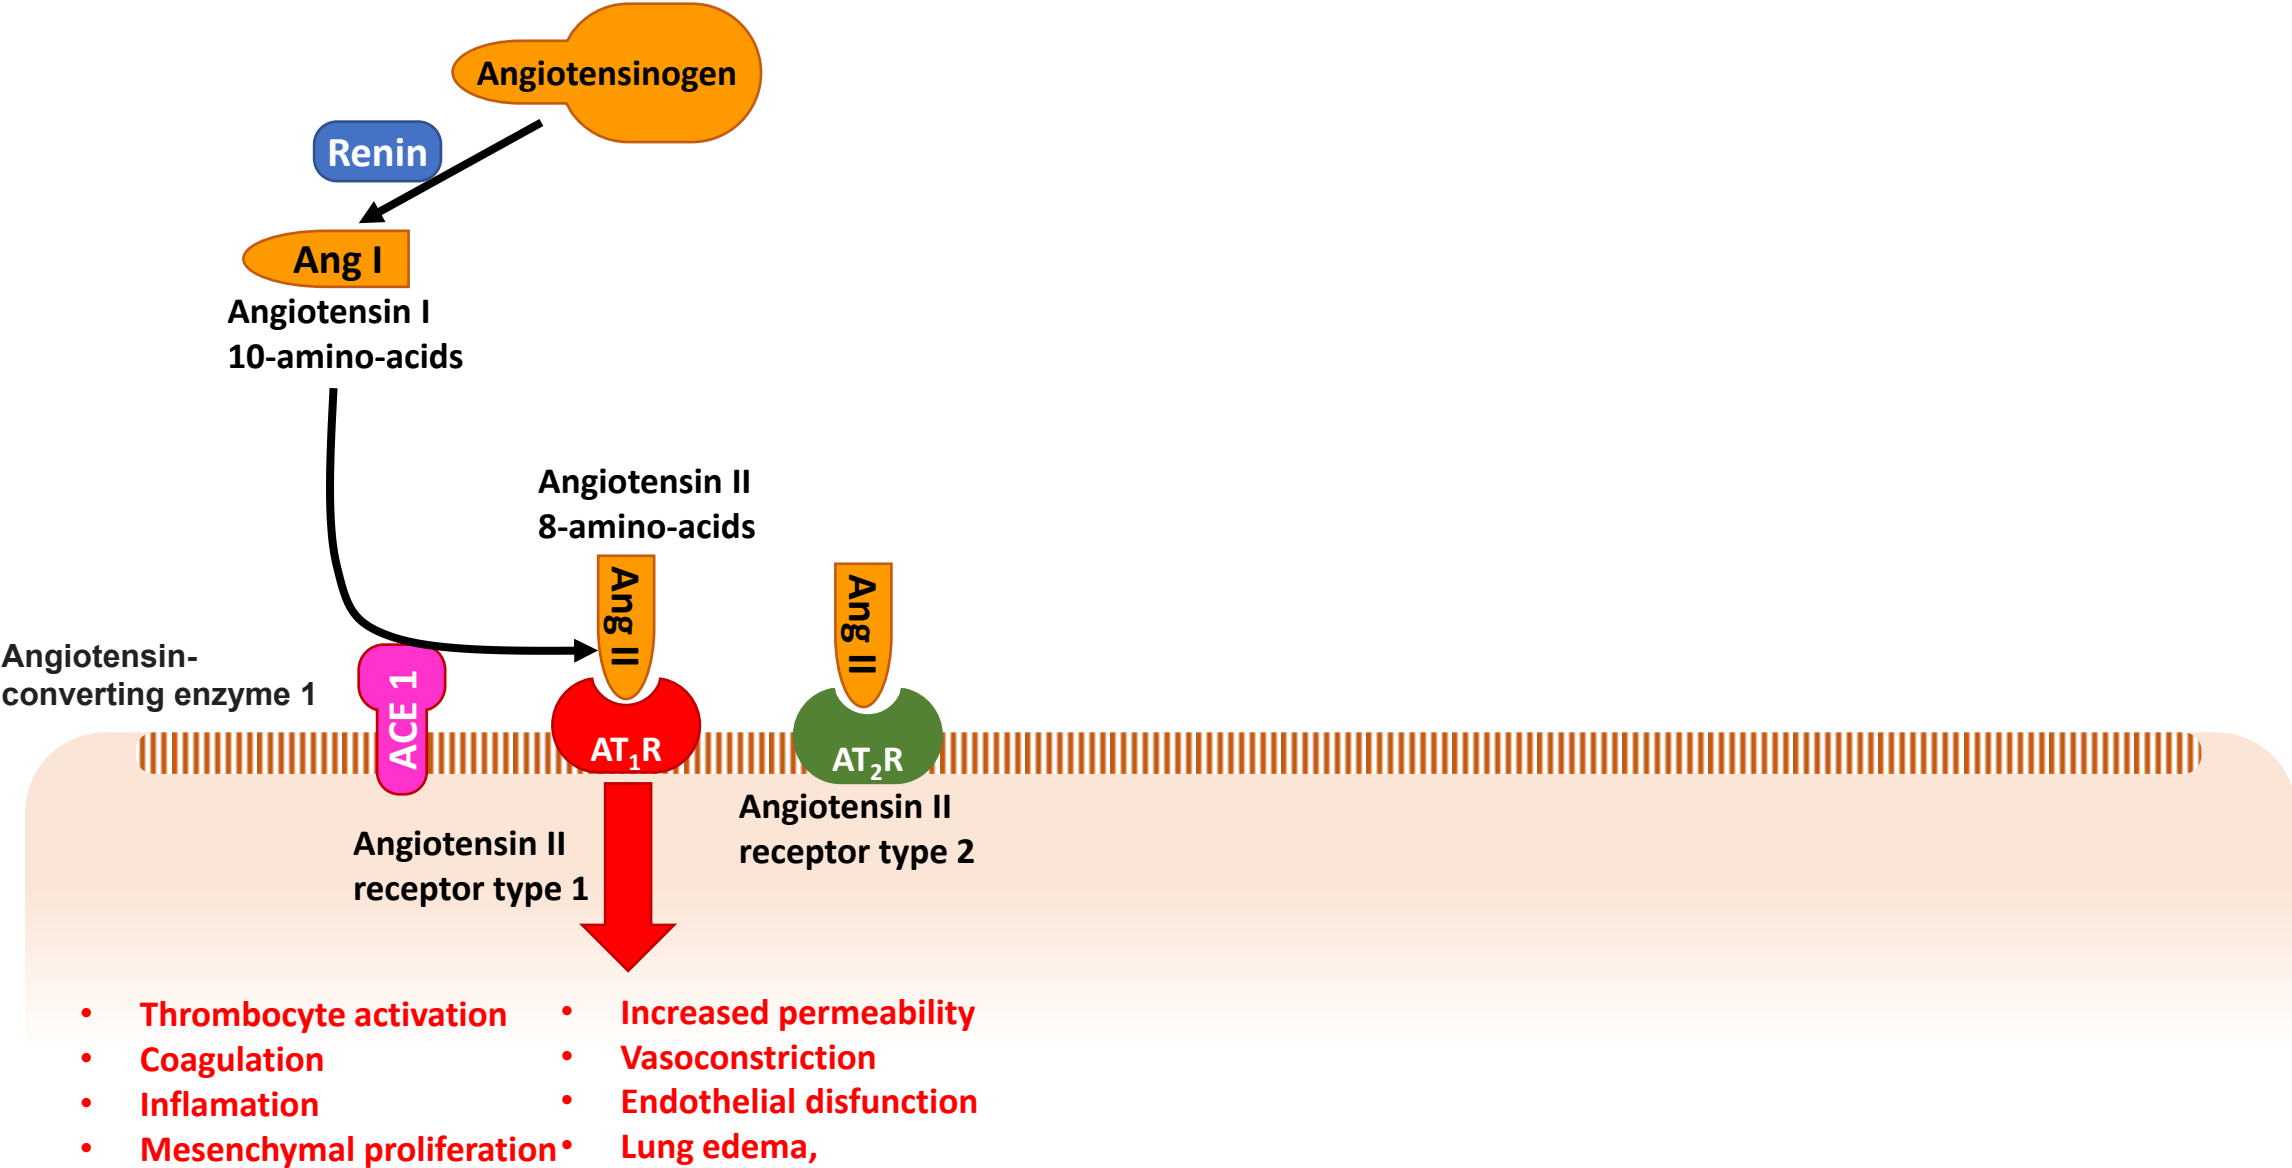 Angiotensinogen
Renin
Ang I
Angiotensin I
10-amino-acids
Angiotensin II
8-amino-acids
Ang II
Ang II
Angiotensin-
converting enzyme 1
ACE 1
AT₁R
AT₂R
Angiotensin II
receptor type 1
Angiotensin II
receptor type 2
• Thrombocyte activation
• Coagulation
• Inflamation
• Mesenchymal proliferation
• Increased permeability
• Vasoconstriction
• Endothelial disfunction
• Lung edema,